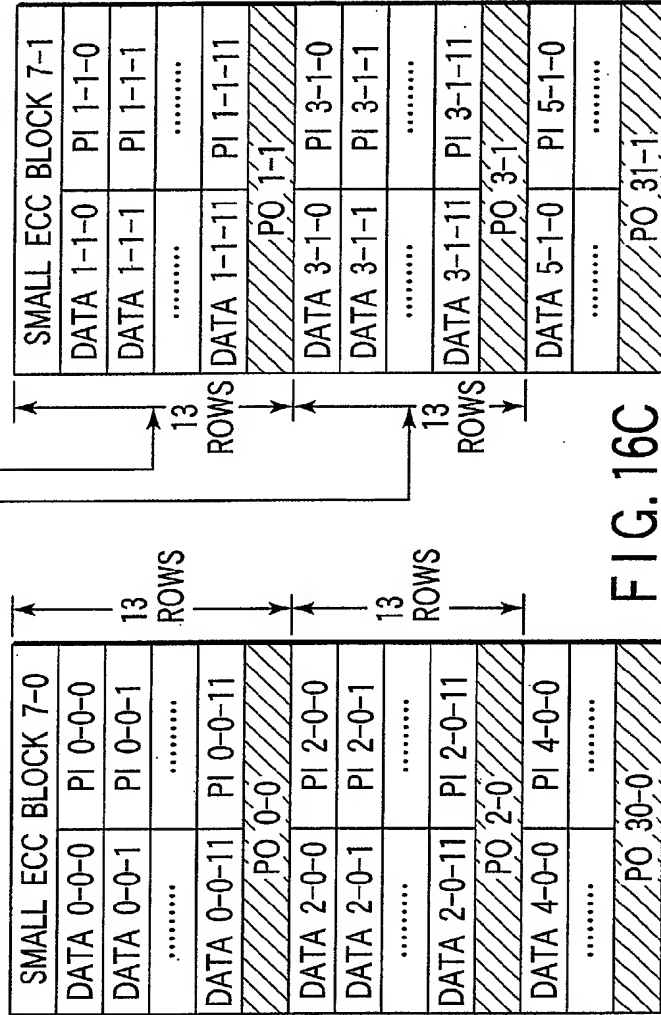 SMALL ECC BLOCK 7-0
DATA 0-0-0 PI 0-0-0
DATA 0-0-1 PI 0-0-1
......... .........
DATA 0-0-11 PI 0-0-11
PO 0-0
DATA 2-0-0 PI 2-0-0
DATA 2-0-1 PI 2-0-1
......... .........
DATA 2-0-11 PI 2-0-11
PO 2-0
DATA 4-0-0 PI 4-0-0
......... .........
PO 30-0
13
ROWS
13
ROWS
SMALL ECC BLOCK 7-1
DATA 1-1-0 PI 1-1-0
DATA 1-1-1 PI 1-1-1
......... .........
DATA 1-1-11 PI 1-1-11
PO 1-1
DATA 3-1-0 PI 3-1-0
DATA 3-1-1 PI 3-1-1
......... .........
DATA 3-1-11 PI 3-1-11
PO 3-1
DATA 5-1-0 PI 5-1-0
......... .........
PO 31-1
13
ROWS
13
ROWS
FIG. 16C